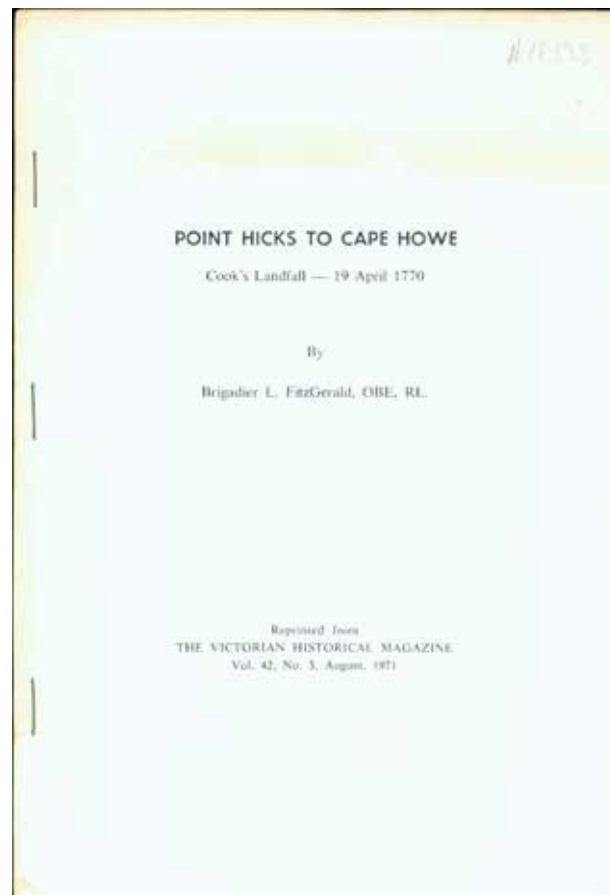 POINT HICKS TO CAPE HOWE
Cook's Landfall — 19 April 1770
By
Brigadier L. FitzGerald, OBE, RL.
Reprinted from
THE VICTORIAN HISTORICAL MAGAZINE
Vol. 42, No. 3, August, 1971